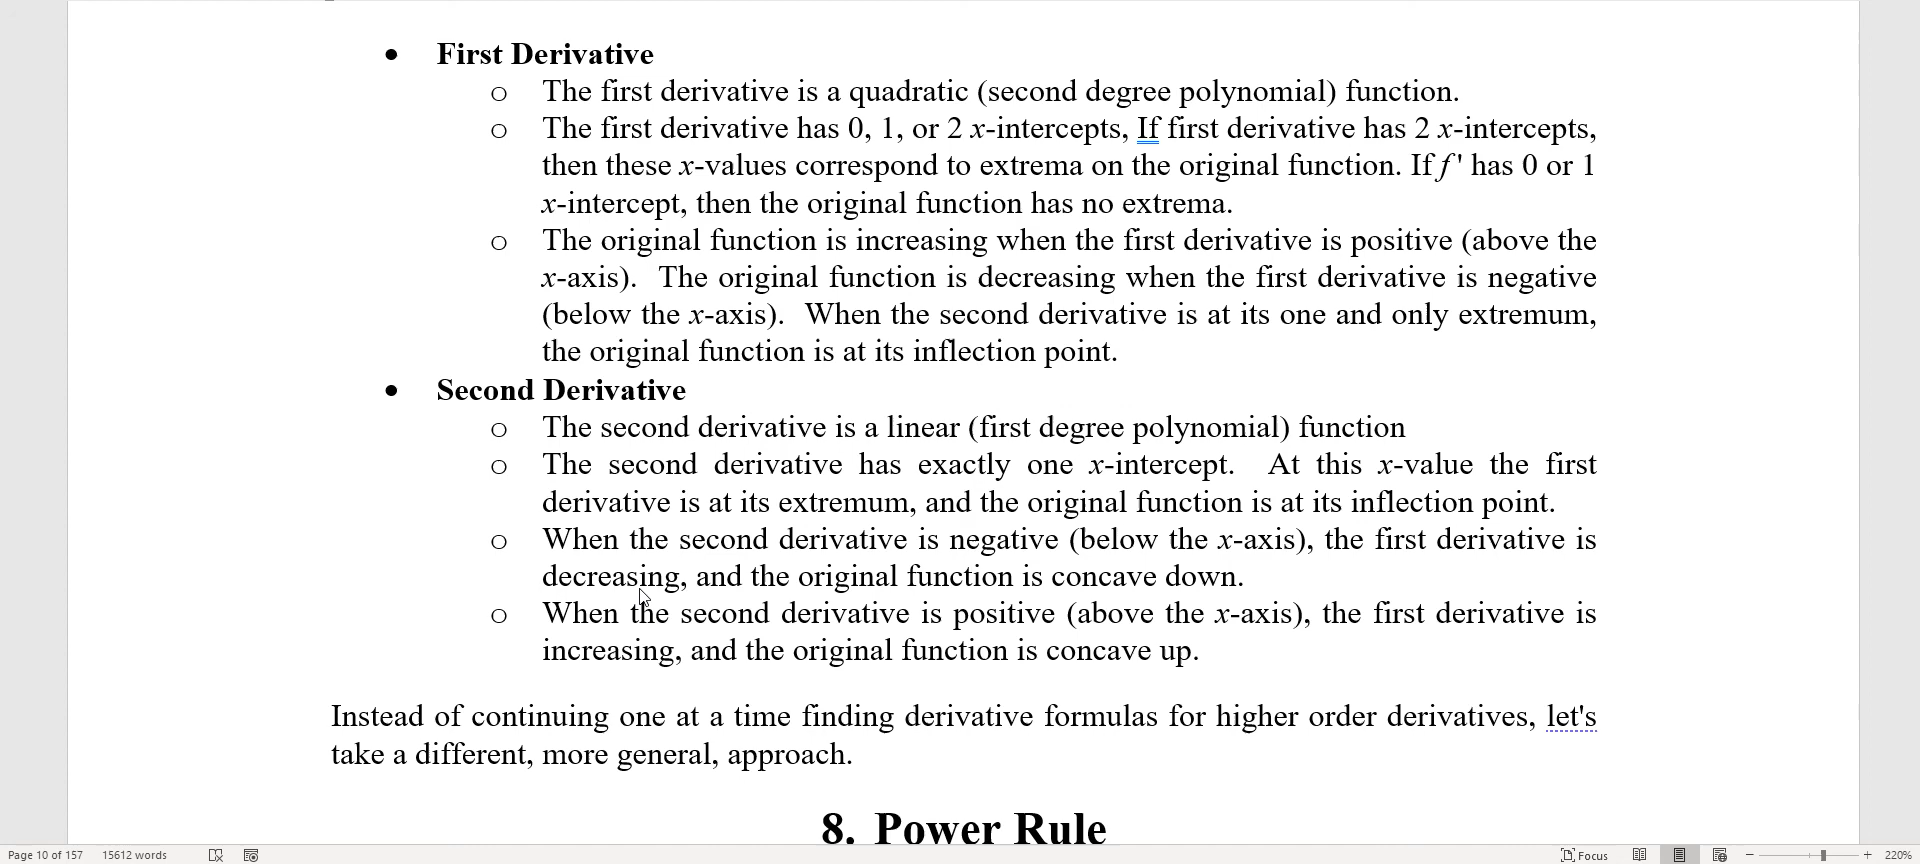 • First Derivative
o The first derivative is a quadratic (second degree polynomial) function.
o The first derivative has 0, 1, or 2 x-intercepts, If first derivative has 2 x-intercepts,
then these x-values correspond to extrema on the original function. If f ' has 0 or 1
x-intercept, then the original function has no extrema.
o The original function is increasing when the first derivative is positive (above the
x-axis).  The original function is decreasing when the first derivative is negative
(below the x-axis).  When the second derivative is at its one and only extremum,
the original function is at its inflection point.
• Second Derivative
o The second derivative is a linear (first degree polynomial) function
o The second derivative has exactly one x-intercept.  At this x-value the first
derivative is at its extremum, and the original function is at its inflection point.
o When the second derivative is negative (below the x-axis), the first derivative is
decreasing, and the original function is concave down.
o When the second derivative is positive (above the x-axis), the first derivative is
increasing, and the original function is concave up.
Instead of continuing one at a time finding derivative formulas for higher order derivatives, let's
take a different, more general, approach.
8. Power Rule
Page 10 of 157 15612 words Focus 220%